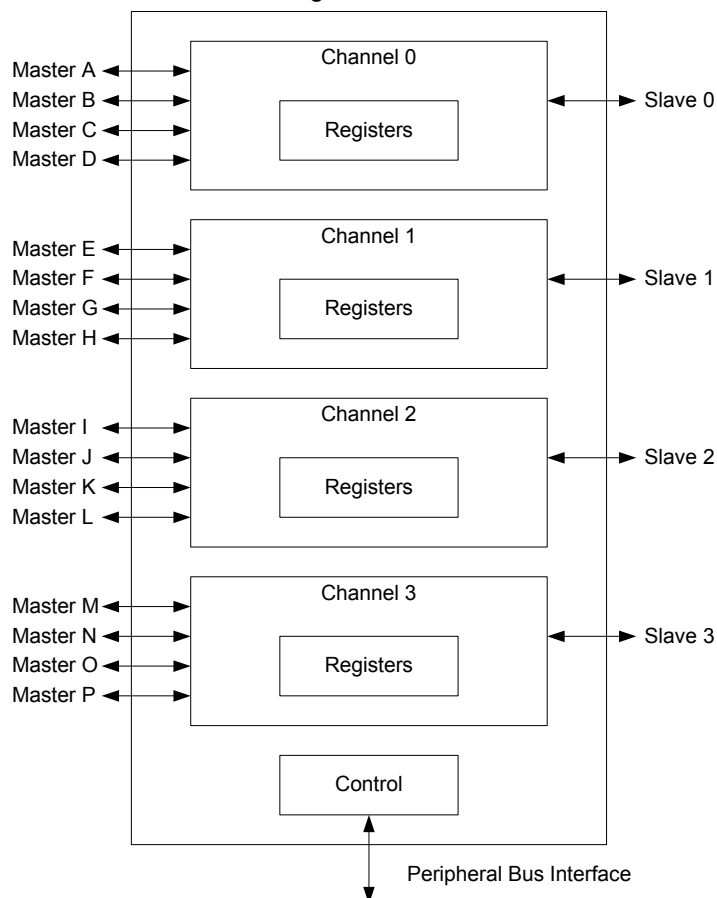 Channel 0
Master A
Master B
Master C
Master D
Registers
Slave 0
Channel 1
Master E
Master F
Master G
Master H
Registers
Slave 1
Channel 2
Master I
Master J
Master K
Master L
Registers
Slave 2
Channel 3
Master M
Master N
Master O
Master P
Registers
Slave 3
Control
Peripheral Bus Interface